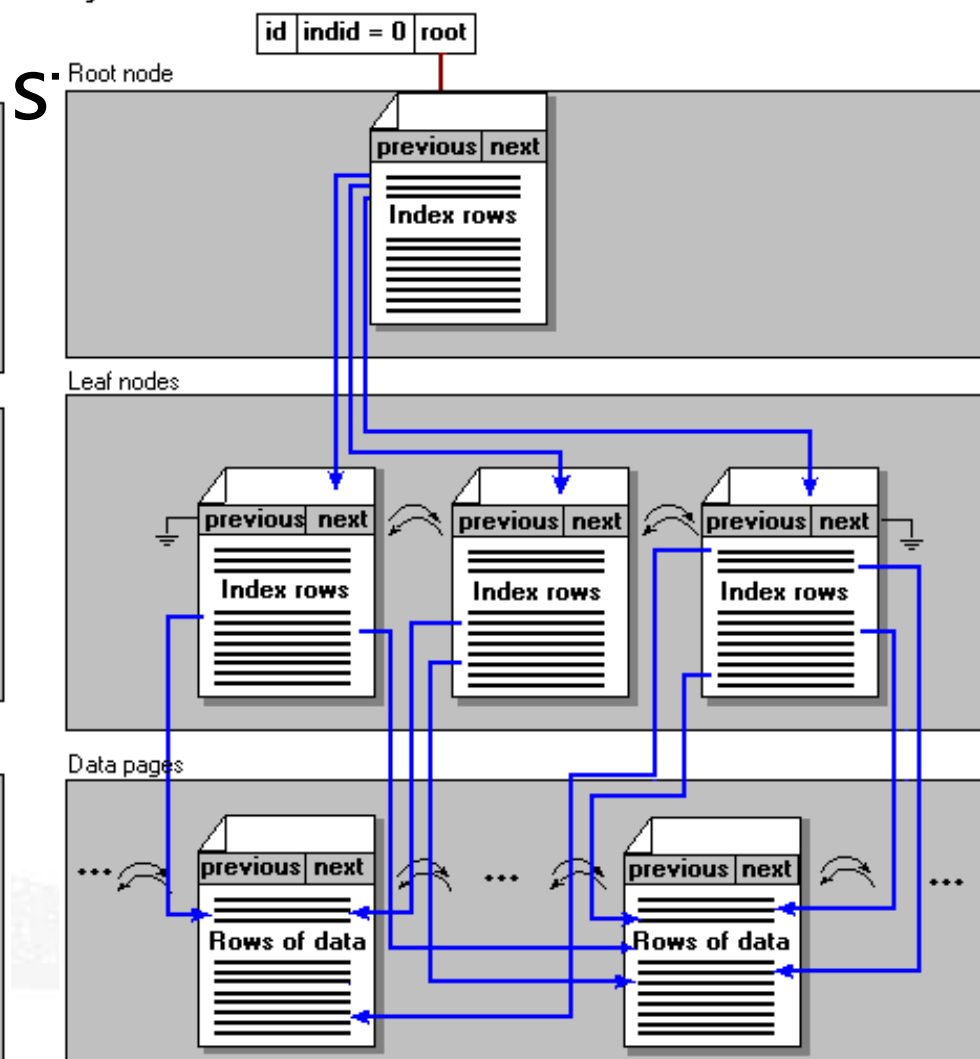 id indid = 0 root
S
Root node
previous next
Index rows
Leaf nodes
previous next previous next previous next
Index rows Index rows Index rows
Data pages
... previous next ... previous next ...
Rows of data Rows of data